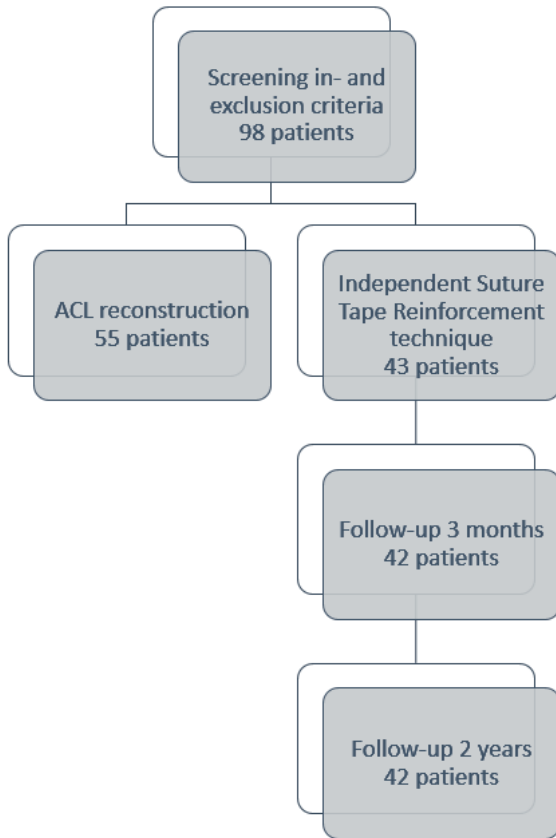 Screening in- and
exclusion criteria
98 patients
ACL reconstruction
55 patients
Independent Suture
Tape Reinforcement
technique
43 patients
Follow-up 3 months
42 patients
Follow-up 2 years
42 patients